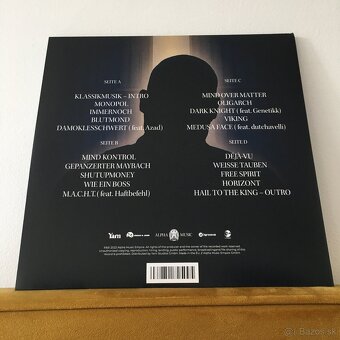 SEITE A
KLASSIKMUSIK – INTRO
MONOPOL
IMMERNOCH
BLUTMOND
DAMOKLESSCHWERT (feat. Azad)
SEITE B
MIND KONTROL
GEPÄNZERTER MAYBACH
SHUTUPMONEY
WIE EIN BOSS
M.A.C.H.T. (feat. Haftbefehl)
SEITE C
MIND OVER MATTER
OLIGARCH
DARK KNIGHT (feat. Genetikk)
VIKING
MEDUSA FACE (feat. dutchavelli)
SEITE D
DÉJÀ-VU
WEISSE TAUBEN
FREE SPIRIT
HORIZONT
HAIL TO THE KING – OUTRO
ALPHA MUSIC
© bazos.sk